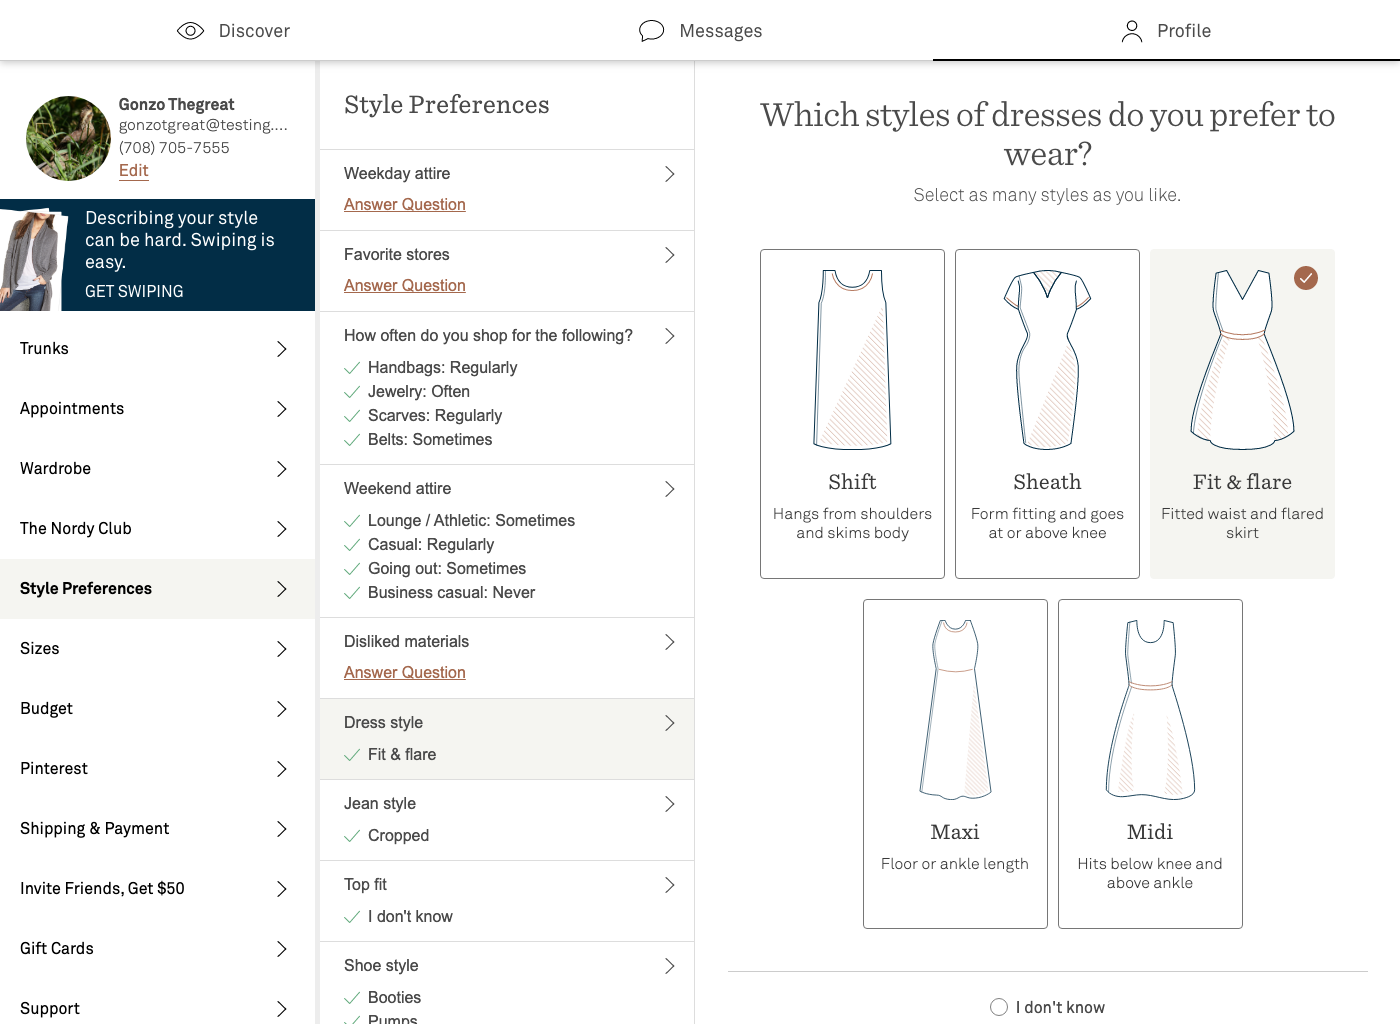 Discover
Messages
Profile
Gonzo Thegreat
gonzotgreat@testing....
(708) 705-7555
Edit
Describing your style
can be hard. Swiping is
easy.
GET SWIPING
Trunks
Appointments
Wardrobe
The Nordy Club
Style Preferences
Sizes
Budget
Pinterest
Shipping & Payment
Invite Friends, Get $50
Gift Cards
Support
Style Preferences
Weekday attire
Answer Question
Favorite stores
Answer Question
How often do you shop for the following?
Handbags: Regularly
Jewelry: Often
Scarves: Regularly
Belts: Sometimes
Weekend attire
Lounge / Athletic: Sometimes
Casual: Regularly
Going out: Sometimes
Business casual: Never
Disliked materials
Answer Question
Dress style
Fit & flare
Jean style
Cropped
Top fit
I don't know
Shoe style
Booties
Pumps
Which styles of dresses do you prefer to
wear?
Select as many styles as you like.
Shift
Hangs from shoulders
and skims body
Sheath
Form fitting and goes
at or above knee
Fit & flare
Fitted waist and flared
skirt
Maxi
Floor or ankle length
Midi
Hits below knee and
above ankle
I don't know